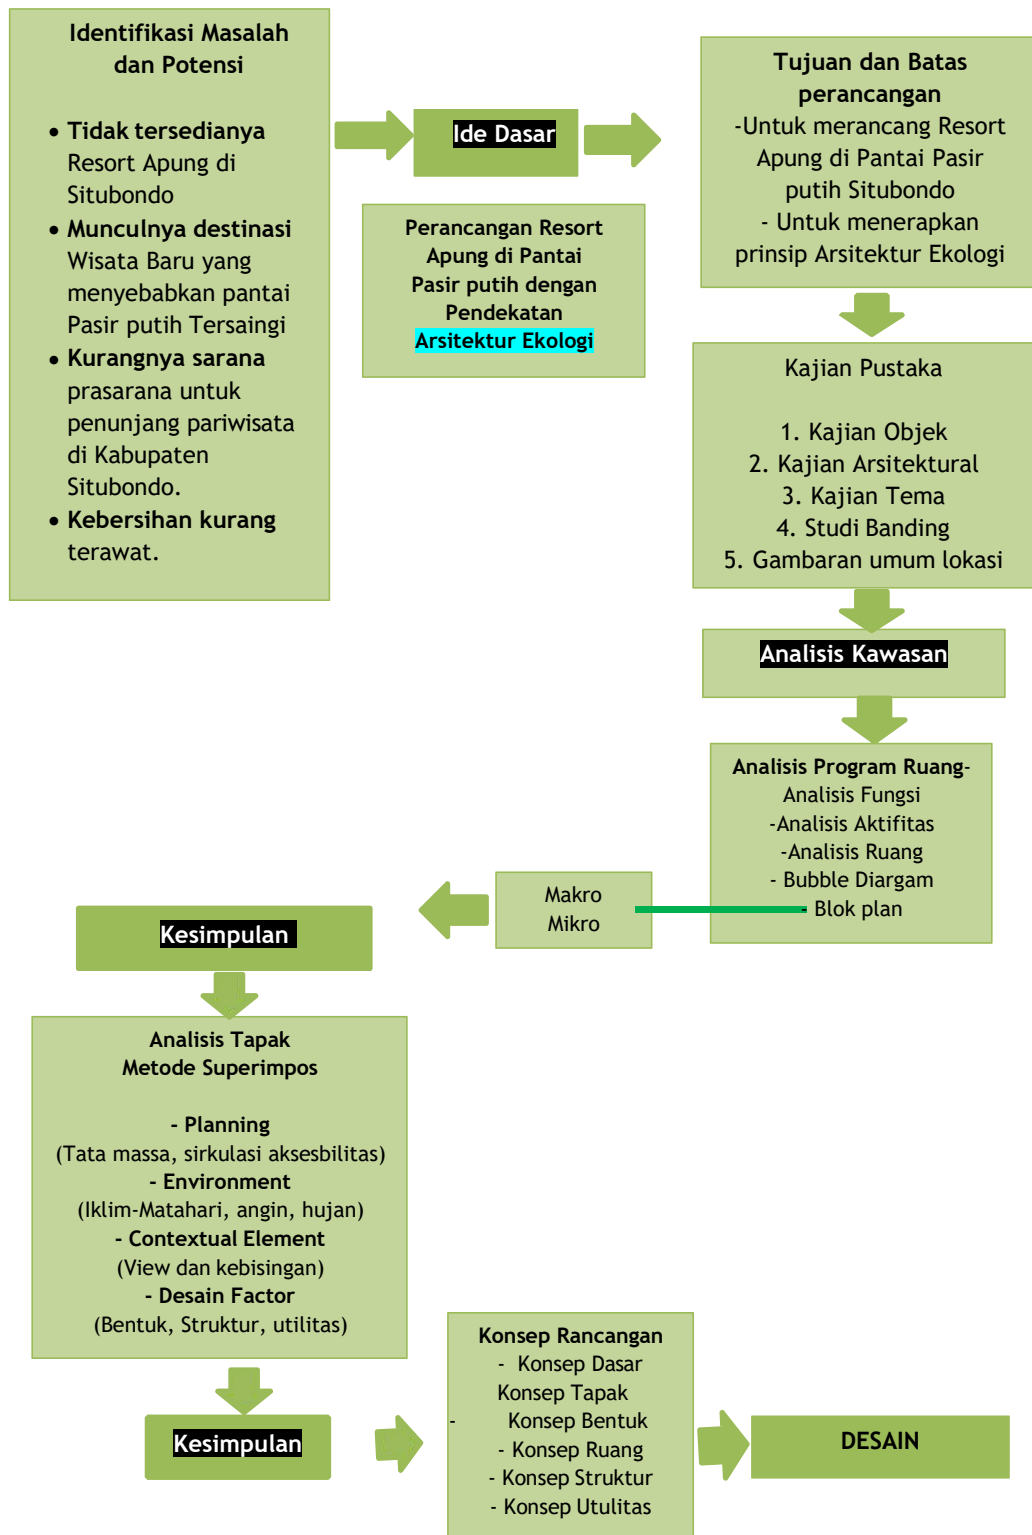 Identifikasi Masalah
dan Potensi
• Tidak tersedianya
Resort Apung di
Situbondo
• Munculnya destinasi
Wisata Baru yang
menyebabkan pantai
Pasir putih Tersaingi
• Kurangnya sarana
prasarana untuk
penunjang pariwisata
di Kabupaten
Situbondo.
• Kebersihan kurang
terawat.
Ide Dasar
Perancangan Resort
Apung di Pantai
Pasir putih dengan
Pendekatan
Arsitektur Ekologi
Tujuan dan Batas
perancangan
-Untuk merancang Resort
Apung di Pantai Pasir
putih Situbondo
- Untuk menerapkan
prinsip Arsitektur Ekologi
Kajian Pustaka
1. Kajian Objek
2. Kajian Arsitektural
3. Kajian Tema
4. Studi Banding
5. Gambaran umum lokasi
Analisis Kawasan
Analisis Program Ruang-
Analisis Fungsi
-Analisis Aktifitas
-Analisis Ruang
- Bubble Diargam
- Blok plan
Makro
Mikro
Kesimpulan
Analisis Tapak
Metode Superimpos
- Planning
(Tata massa, sirkulasi aksesbilitas)
- Environment
(Iklim-Matahari, angin, hujan)
- Contextual Element
(View dan kebisingan)
- Desain Factor
(Bentuk, Struktur, utilitas)
Kesimpulan
Konsep Rancangan
- Konsep Dasar
Konsep Tapak
- Konsep Bentuk
- Konsep Ruang
- Konsep Struktur
- Konsep Utulitas
DESAIN